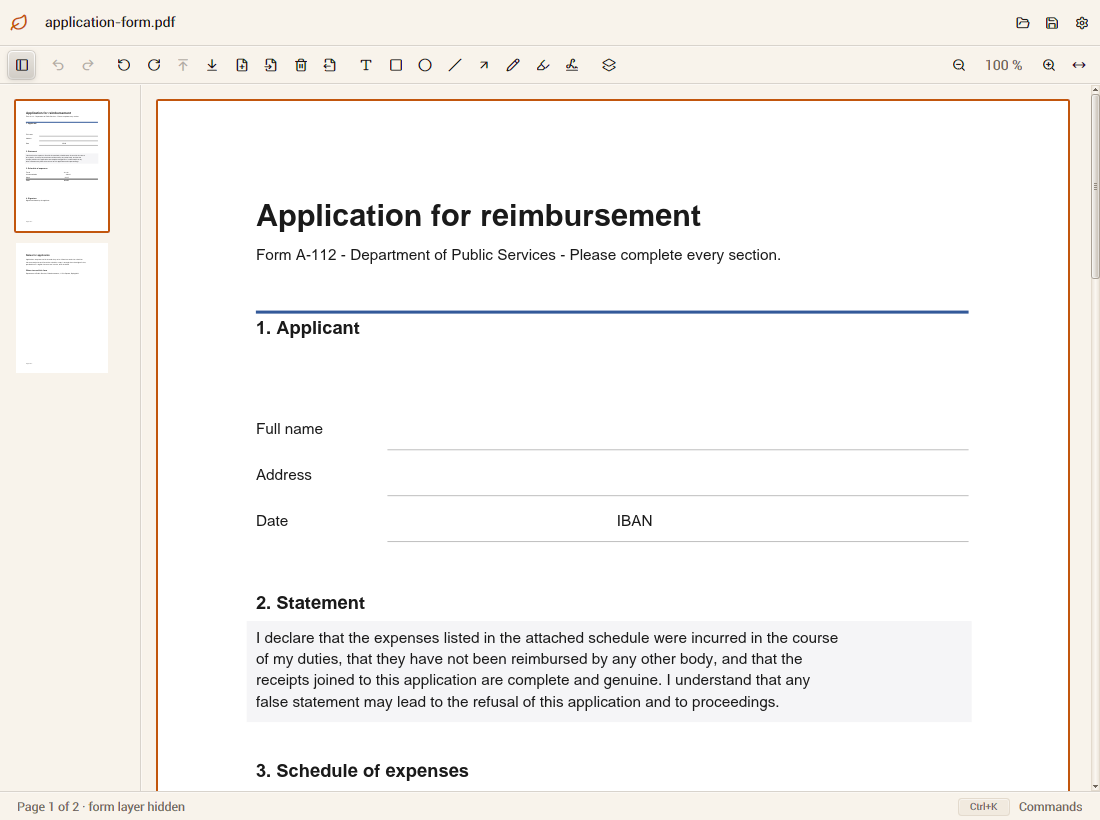 application-form.pdf
100 %
Application for reimbursement
Form A-112 - Department of Public Services - Please complete every section.
1. Applicant
Full name
Address
Date IBAN
2. Statement
I declare that the expenses listed in the attached schedule were incurred in the course
of my duties, that they have not been reimbursed by any other body, and that the
receipts joined to this application are complete and genuine. I understand that any
false statement may lead to the refusal of this application and to proceedings.
3. Schedule of expenses
Page 1 of 2 · form layer hidden
Ctrl+K Commands